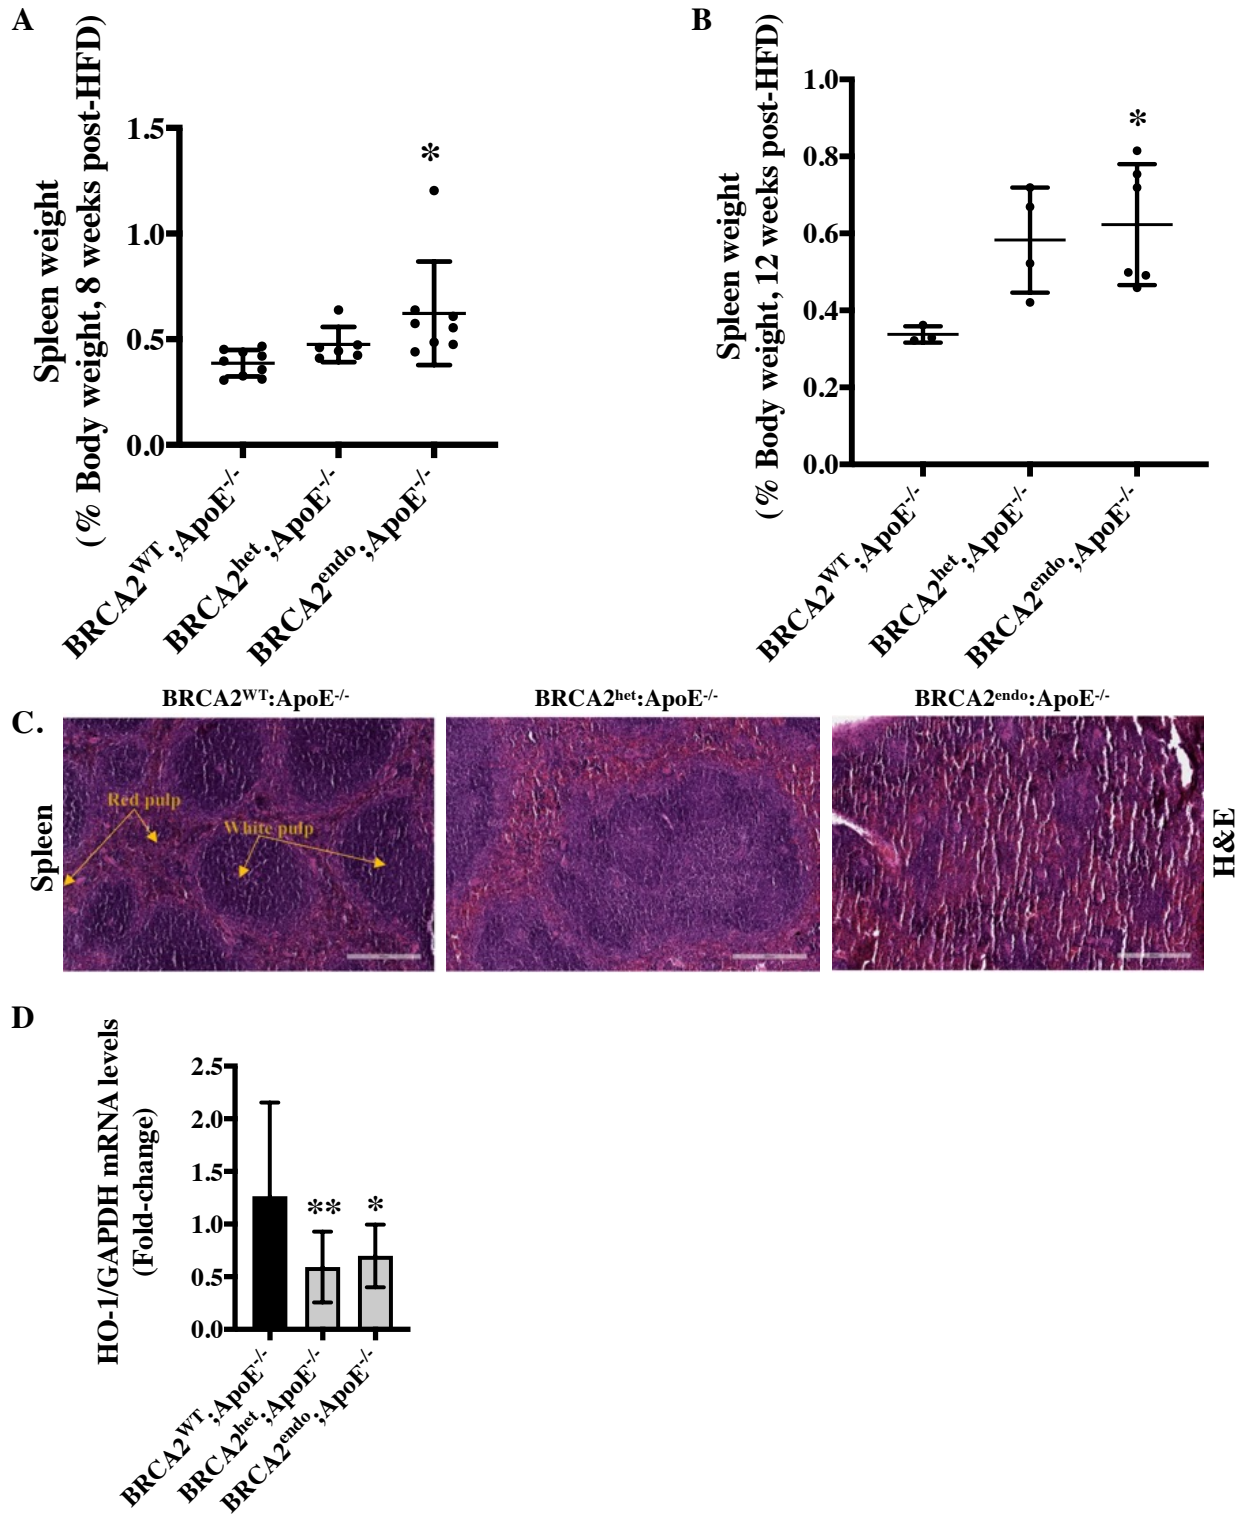 A
Spleen weight
(% Body weight, 8 weeks post-HFD)
1.5
1.0
0.5
0.0
*
BRCA2WT;ApoE-/-
BRCA2het;ApoE-/-
BRCA2endo;ApoE-/-
B
Spleen weight
(% Body weight, 12 weeks post-HFD)
1.0
0.8
0.6
0.4
0.2
0.0
*
BRCA2WT;ApoE-/-
BRCA2het;ApoE-/-
BRCA2endo;ApoE-/-
C.
BRCA2WT:ApoE-/-
BRCA2het:ApoE-/-
BRCA2endo:ApoE-/-
Spleen
Red pulp
White pulp
H&E
D
HO-1/GAPDH mRNA levels
(Fold-change)
2.5
2.0
1.5
1.0
0.5
0.0
**
*
BRCA2WT;ApoE-/-
BRCA2het;ApoE-/-
BRCA2endo;ApoE-/-